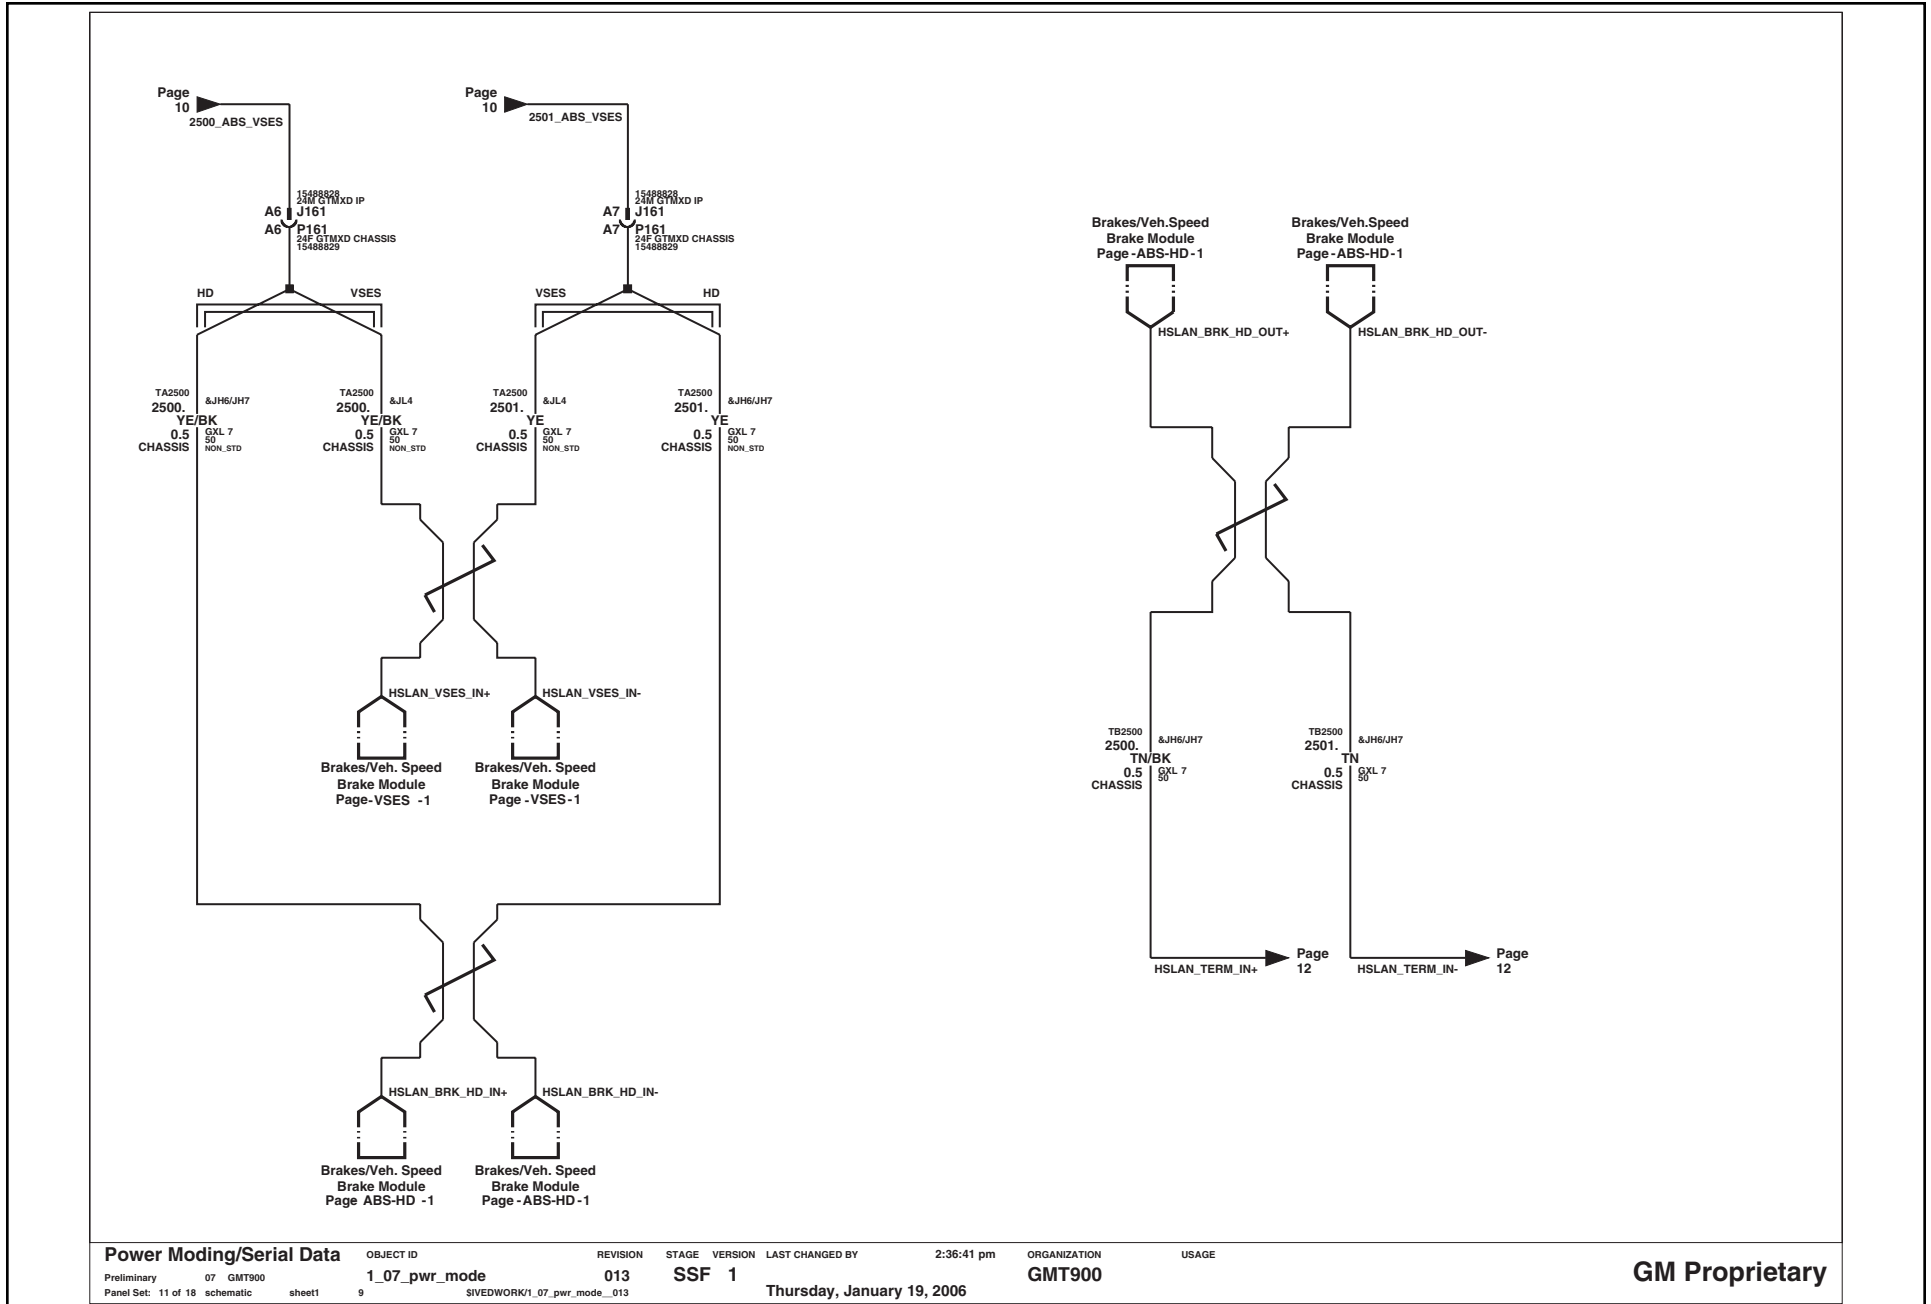 Page
10
2500_ABS_VSES
Page
10
2501_ABS_VSES
15488828
24M GTMXD IP
A6 J161
A6 P161
24F GTMXD CHASSIS
15488829
15488828
24M GTMXD IP
A7 J161
A7 P161
24F GTMXD CHASSIS
15488829
HD
VSES
VSES
HD
TA2500
2500.
&JH6/JH7
YE/BK
0.5
GXL 7
50
CHASSIS
NON_STD
TA2500
2500.
&JL4
YE/BK
0.5
GXL 7
50
CHASSIS
NON_STD
TA2500
2501.
&JL4
YE
0.5
GXL 7
50
CHASSIS
NON_STD
TA2500
2501.
&JH6/JH7
YE
0.5
GXL 7
50
CHASSIS
NON_STD
HSLAN_VSES_IN+
HSLAN_VSES_IN-
Brakes/Veh. Speed
Brake Module
Page-VSES -1
Brakes/Veh. Speed
Brake Module
Page-VSES-1
HSLAN_BRK_HD_IN+
HSLAN_BRK_HD_IN-
Brakes/Veh. Speed
Brake Module
Page ABS-HD -1
Brakes/Veh. Speed
Brake Module
Page-ABS-HD-1
Brakes/Veh.Speed
Brake Module
Page-ABS-HD-1
Brakes/Veh.Speed
Brake Module
Page-ABS-HD-1
HSLAN_BRK_HD_OUT+
HSLAN_BRK_HD_OUT-
TB2500
2500.
&JH6/JH7
TN/BK
0.5
GXL 7
50
CHASSIS
TB2500
2501.
&JH6/JH7
TN
0.5
GXL 7
50
CHASSIS
HSLAN_TERM_IN+
Page
12
HSLAN_TERM_IN-
Page
12
Power Moding/Serial Data OBJECT ID REVISION STAGE VERSION LAST CHANGED BY 2:36:41 pm ORGANIZATION USAGE
Preliminary 07 GMT900 1_07_pwr_mode 013 SSF 1 GMT900
Panel Set: 11 of 18 schematic sheet1 9 $IVEDWORK/1_07_pwr_mode__013 Thursday, January 19, 2006
GM Proprietary